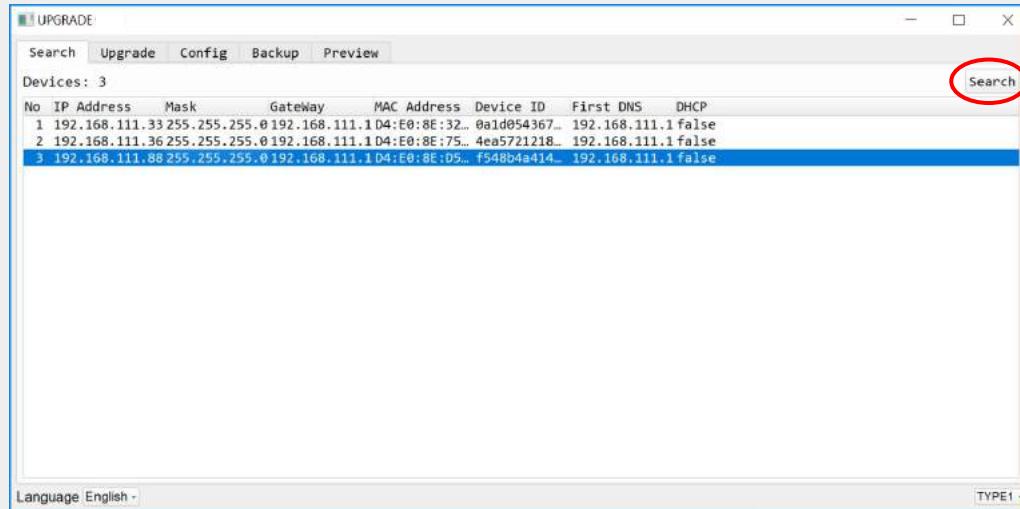 UPGRADE
Search Upgrade Config Backup Preview
Devices: 3
Search
No IP Address Mask GateWay MAC Address Device ID First DNS DHCP
1 192.168.111.33 255.255.255.0 192.168.111.1 D4:E0:8E:32… 0a1d054367… 192.168.111.1 false
2 192.168.111.36 255.255.255.0 192.168.111.1 D4:E0:8E:75… 4ea5721218… 192.168.111.1 false
3 192.168.111.88 255.255.255.0 192.168.111.1 D4:E0:8E:D5… f548b4a414… 192.168.111.1 false
Language English
TYPE1